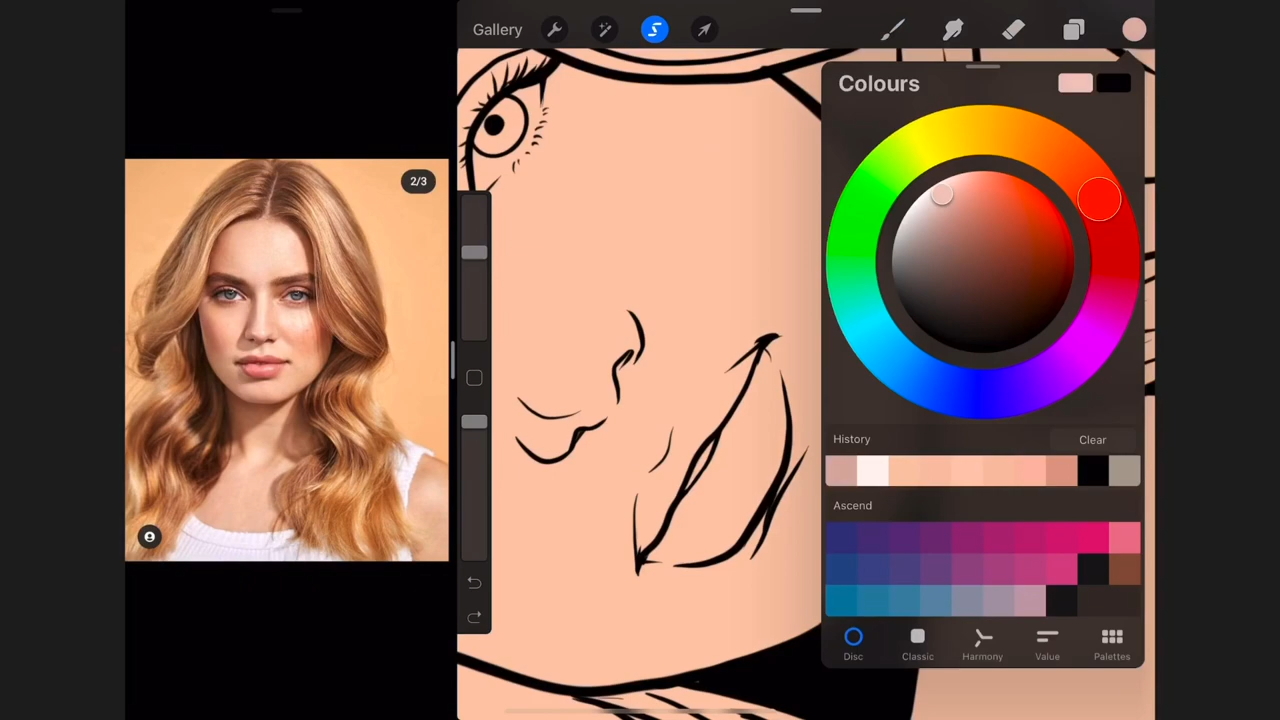 Gallery
2/3
Colours
History
Clear
Ascend
Disc
Classic
Harmony
Value
Palettes